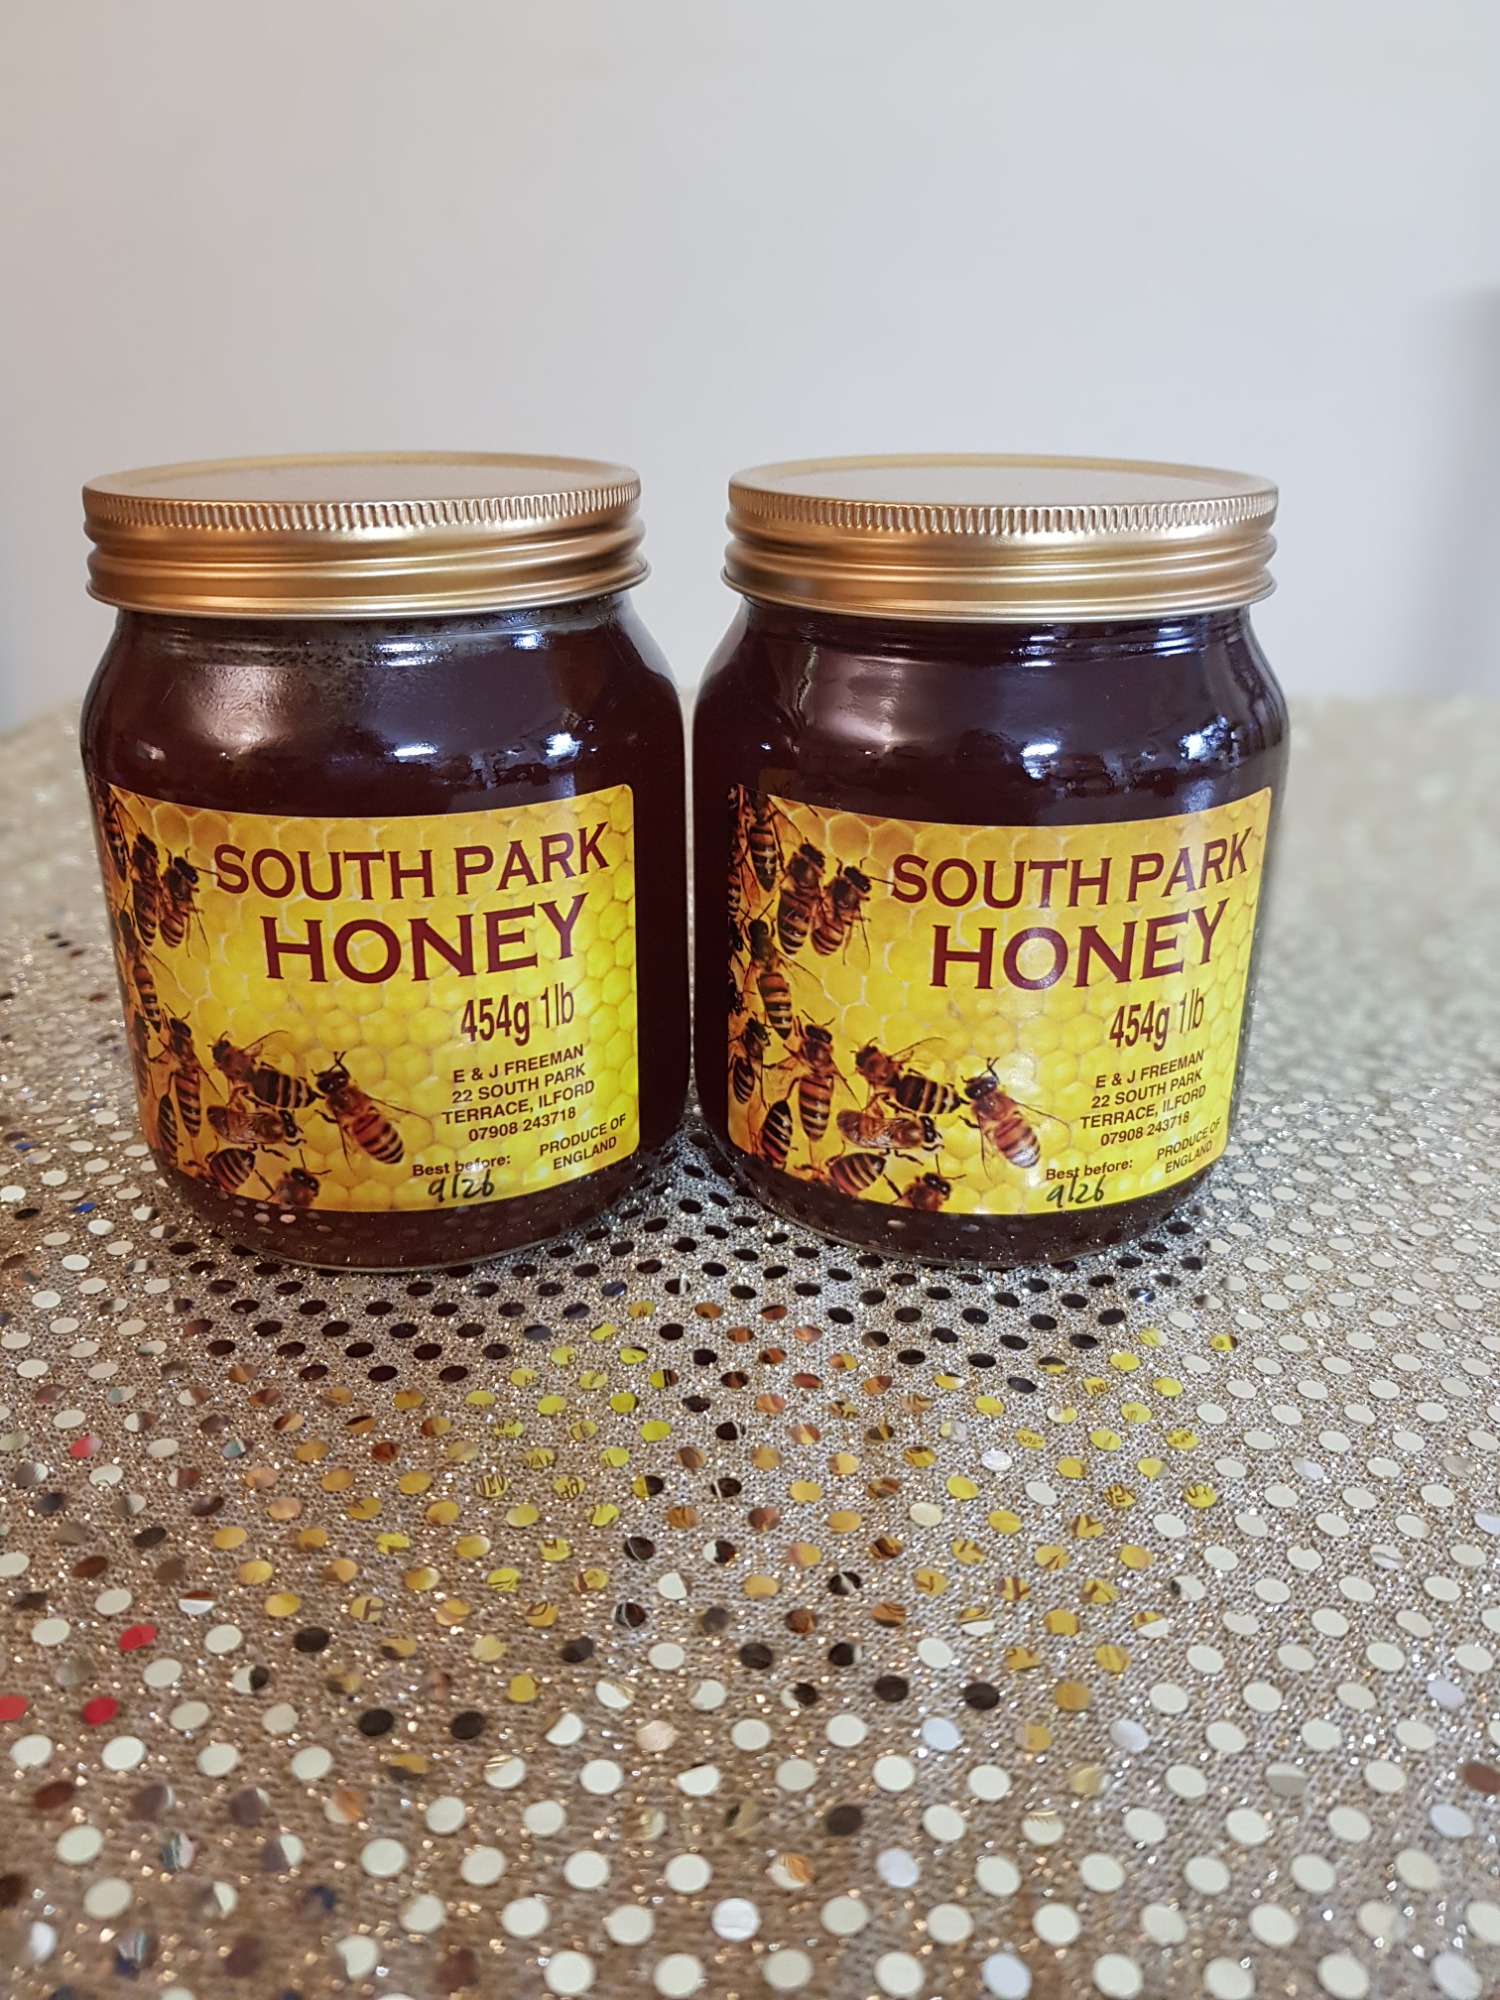 SOUTH PARK
HONEY
454g 1lb
E & J FREEMAN
22 SOUTH PARK
TERRACE, ILFORD
07908 243718
PRODUCE OF
ENGLAND
Best before:
9/26
SOUTH PARK
HONEY
454g 1lb
E & J FREEMAN
22 SOUTH PARK
TERRACE, ILFORD
07908 243718
PRODUCE OF
ENGLAND
Best before:
9/26